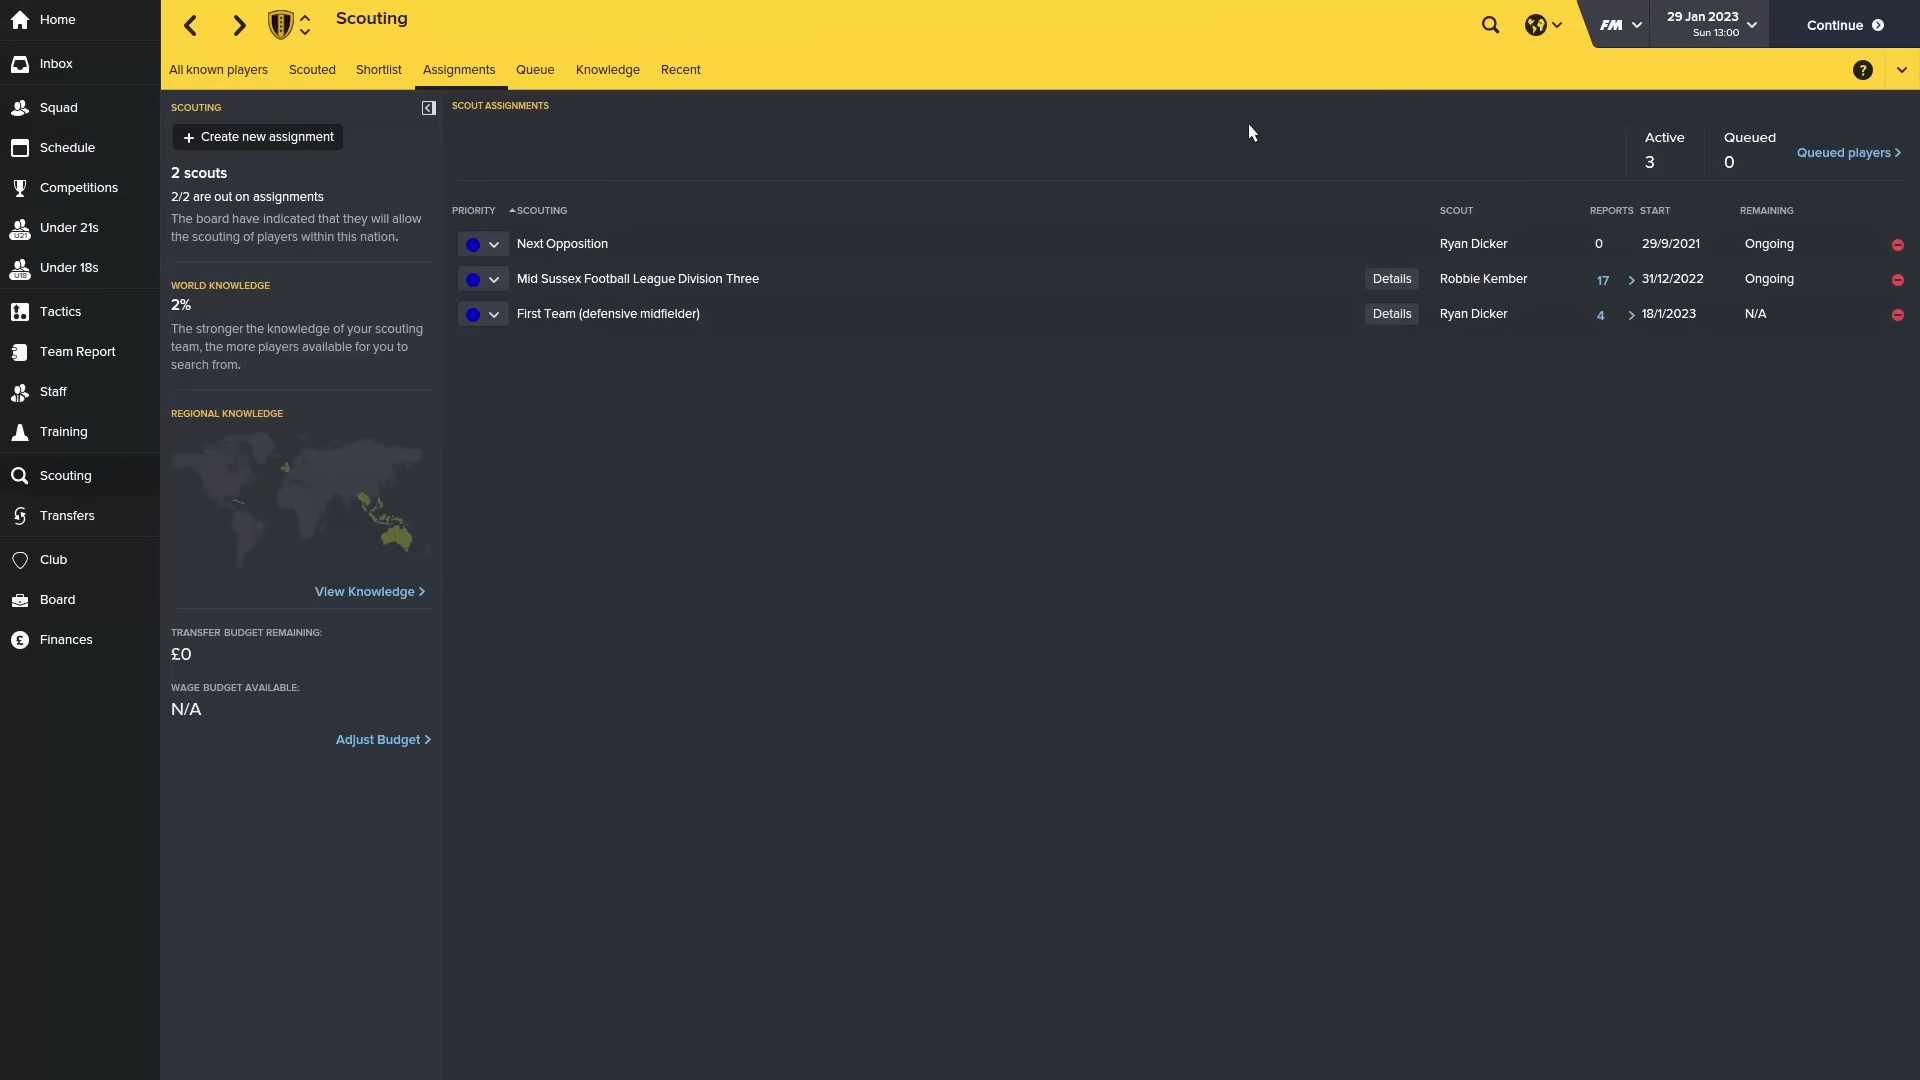 Home
Inbox
Squad
Schedule
Competitions
U21
Under 21s
U18
Under 18s
Tactics
Team Report
Staff
Training
Scouting
Transfers
Club
Board
£
Finances
Scouting
FM
29 Jan 2023
Sun 13:00
Continue
All known players
Scouted
Shortlist
Assignments
Queue
Knowledge
Recent
?
SCOUTING
+ Create new assignment
2 scouts
2/2 are out on assignments
The board have indicated that they will allow
the scouting of players within this nation.
WORLD KNOWLEDGE
2%
The stronger the knowledge of your scouting
team, the more players available for you to
search from.
REGIONAL KNOWLEDGE
View Knowledge >
TRANSFER BUDGET REMAINING:
£0
WAGE BUDGET AVAILABLE:
N/A
Adjust Budget >
SCOUT ASSIGNMENTS
Active
3
Queued
0
Queued players >
PRIORITY SCOUTING SCOUT REPORTS START REMAINING
Next Opposition Ryan Dicker 0 29/9/2021 Ongoing
Mid Sussex Football League Division Three Details Robbie Kember 17 > 31/12/2022 Ongoing
First Team (defensive midfielder) Details Ryan Dicker 4 > 18/1/2023 N/A